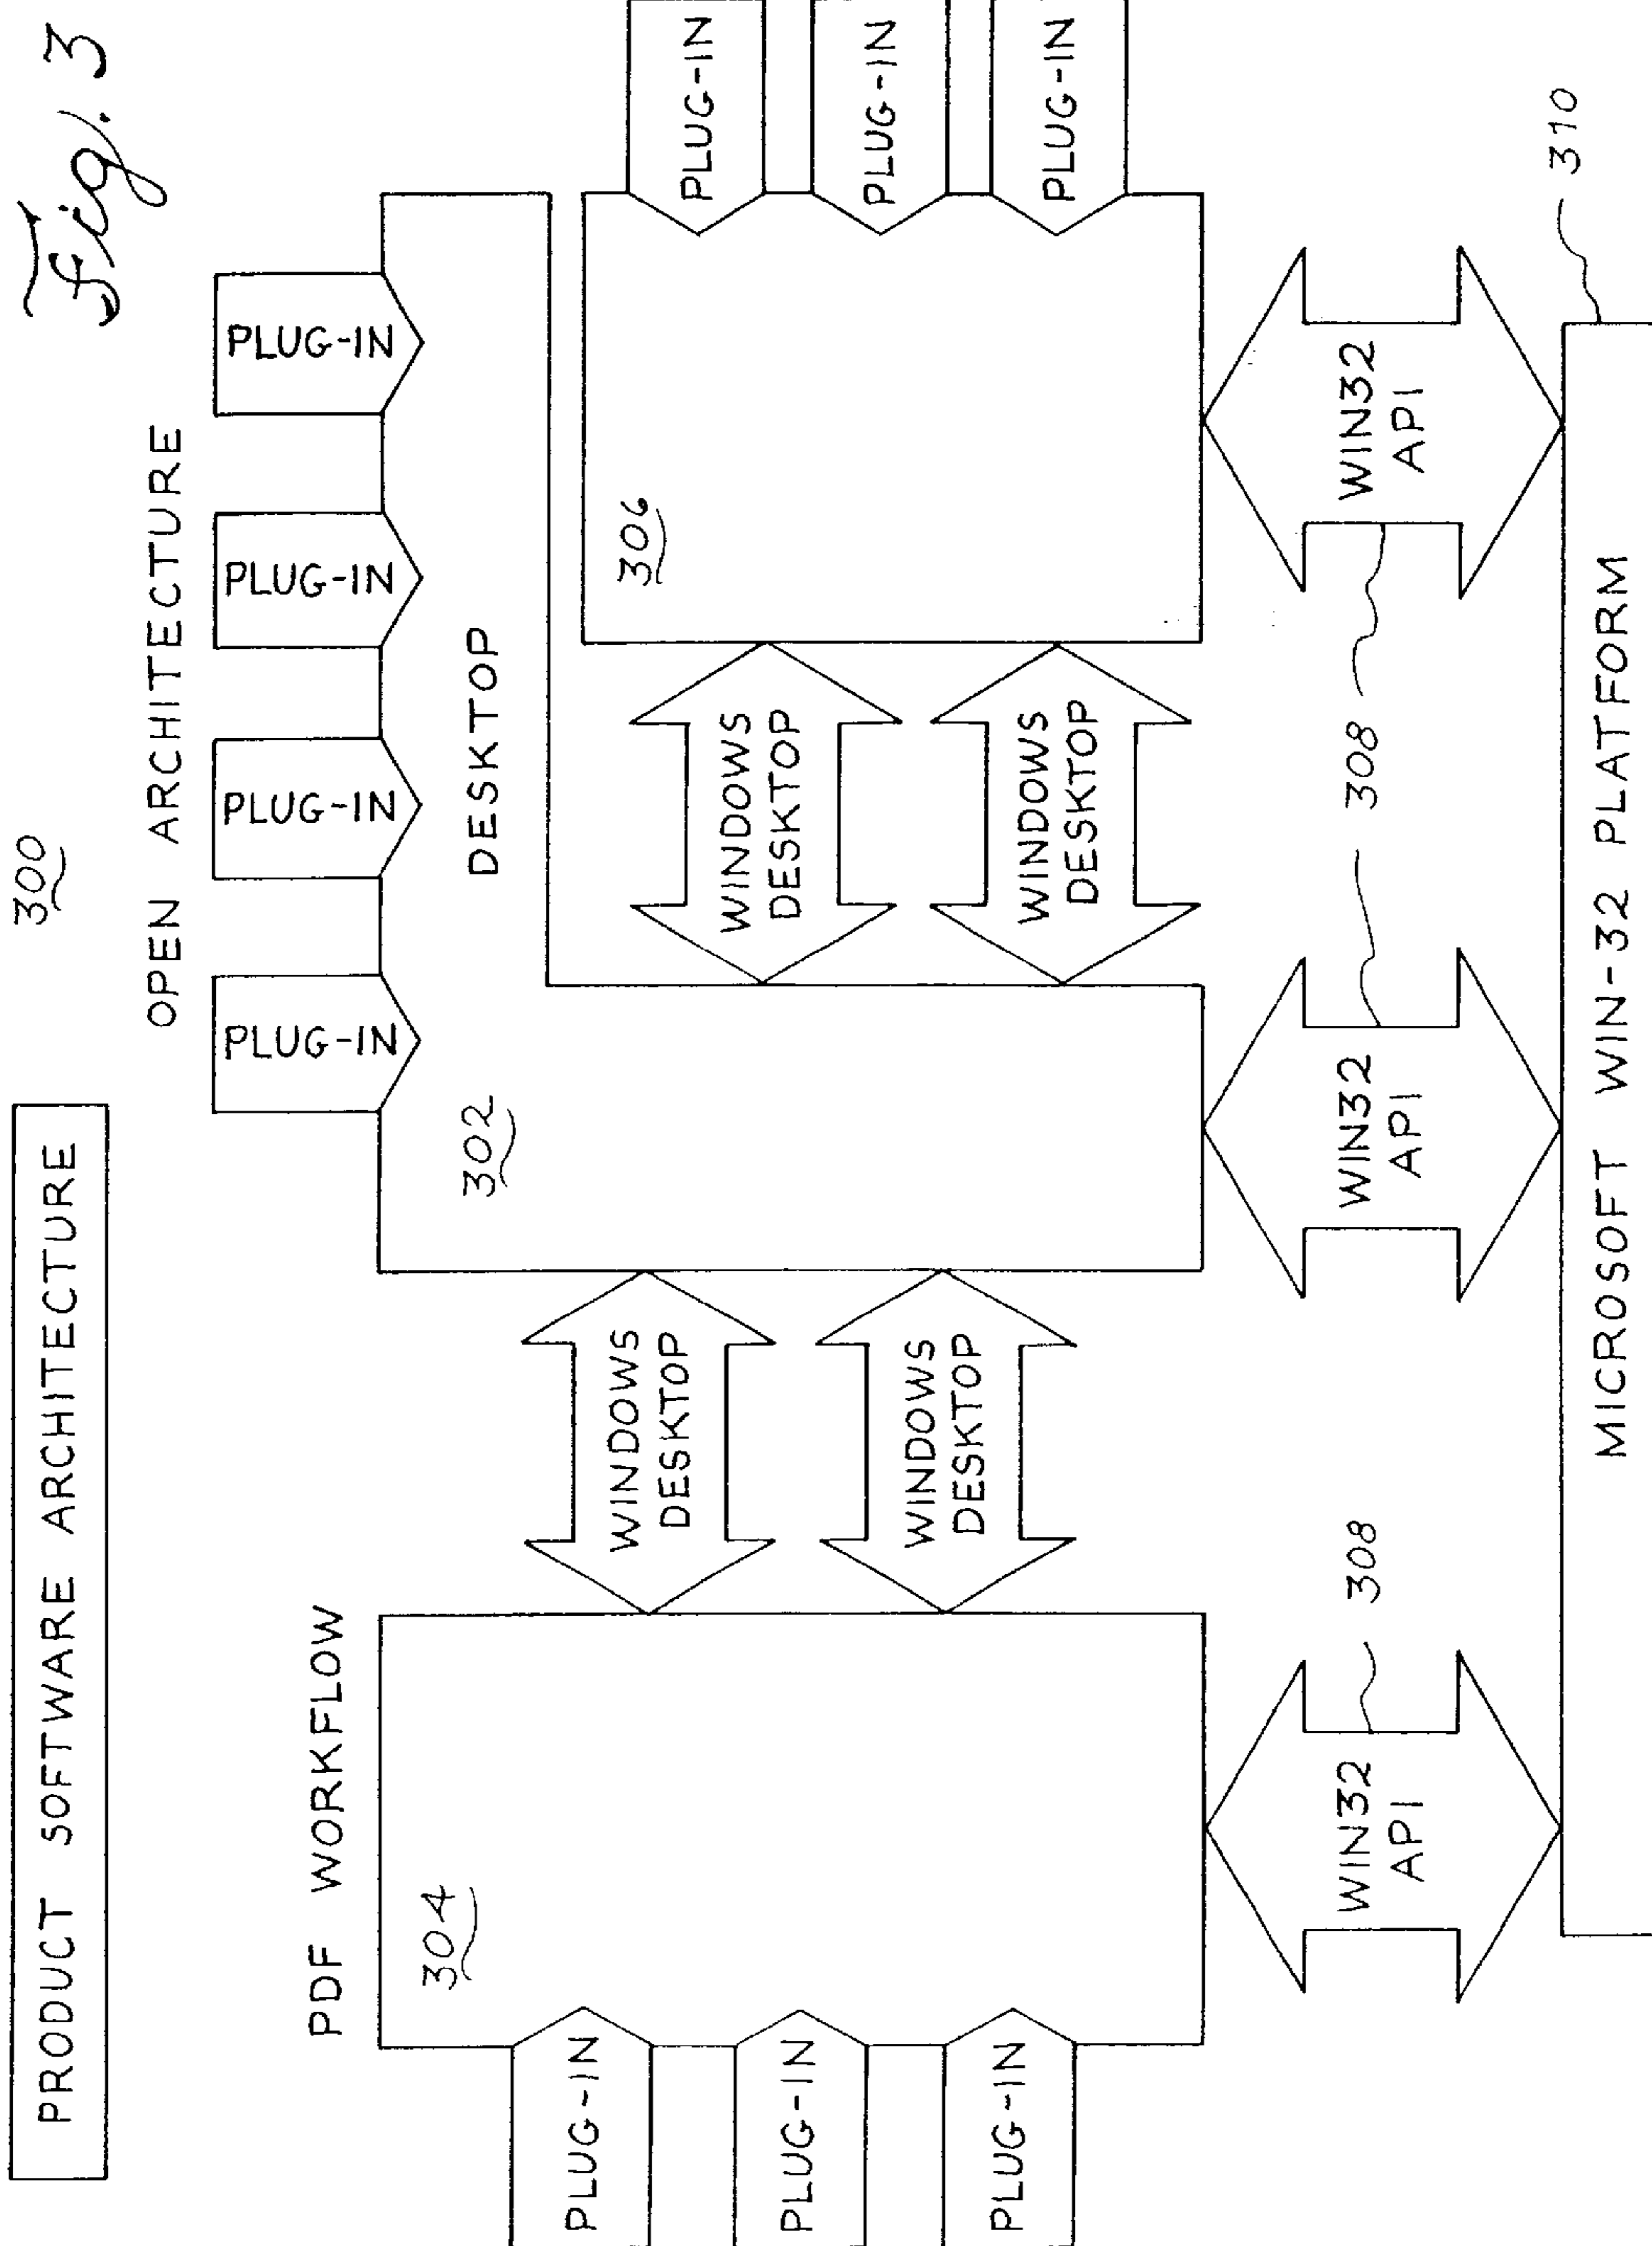 Fig. 3
300
PRODUCT SOFTWARE ARCHITECTURE
OPEN ARCHITECTURE
PLUG-IN
PLUG-IN
PLUG-IN
PLUG-IN
PDF WORKFLOW
DESKTOP
304
302
306
PLUG-IN
PLUG-IN
PLUG-IN
WINDOWS
DESKTOP
WINDOWS
DESKTOP
WINDOWS
DESKTOP
WINDOWS
DESKTOP
PLUG-IN
PLUG-IN
PLUG-IN
WIN32
API
308
WIN32
API
308
WIN32
API
310
MICROSOFT WIN-32 PLATFORM